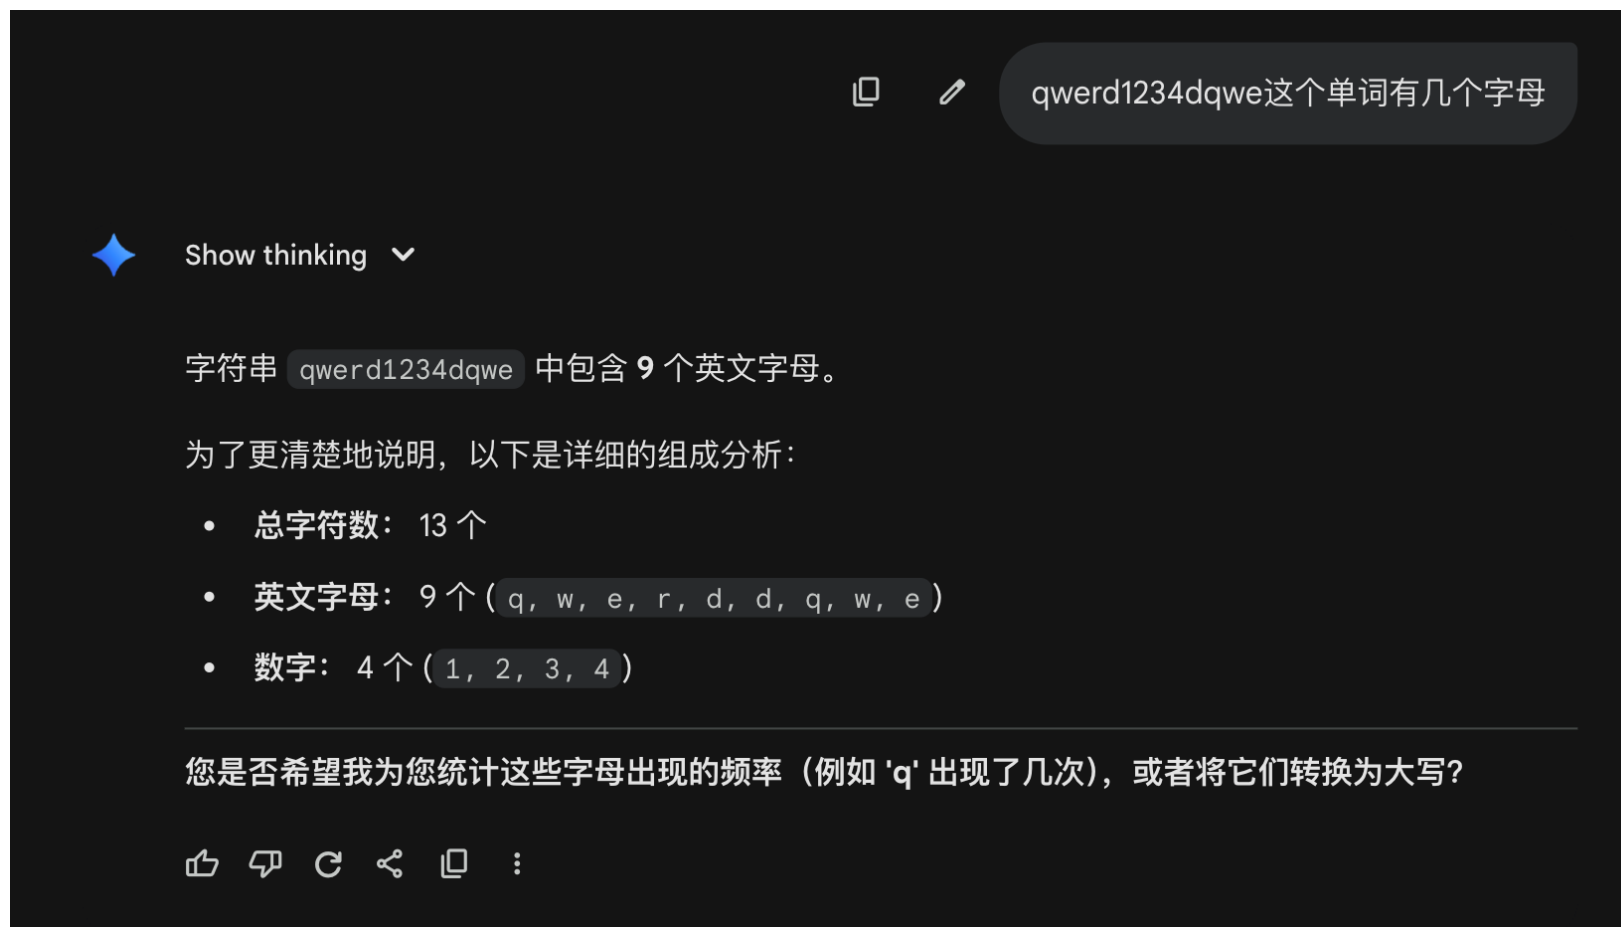 qwerd1234dqwe这个单词有几个字母
Show thinking
字符串 qwerd1234dqwe 中包含 9 个英文字母。
为了更清楚地说明，以下是详细的组成分析：
• 总字符数： 13 个
• 英文字母： 9 个 (q, w, e, r, d, d, q, w, e)
• 数字： 4 个 (1, 2, 3, 4)
您是否希望我为您统计这些字母出现的频率（例如 'q' 出现了几次），或者将它们转换为大写？